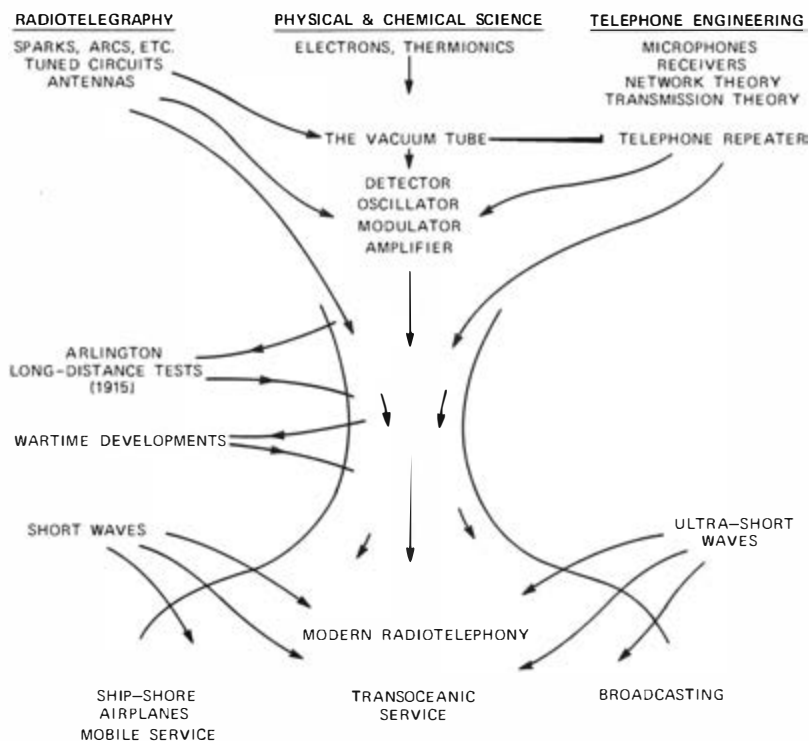 RADIOTELEGRAPHY
SPARKS, ARCS, ETC.
TUNED CIRCUITS
ANTENNAS
PHYSICAL & CHEMICAL SCIENCE
ELECTRONS, THERMIONICS
TELEPHONE ENGINEERING
MICROPHONES
RECEIVERS
NETWORK THEORY
TRANSMISSION THEORY
THE VACUUM TUBE
TELEPHONE REPEATERS
DETECTOR
OSCILLATOR
MODULATOR
AMPLIFIER
ARLINGTON
LONG-DISTANCE TESTS
(1915)
WARTIME DEVELOPMENTS
SHORT WAVES
ULTRA-SHORT
WAVES
MODERN RADIOTELEPHONY
SHIP-SHORE
AIRPLANES
MOBILE SERVICE
TRANSOCEANIC
SERVICE
BROADCASTING